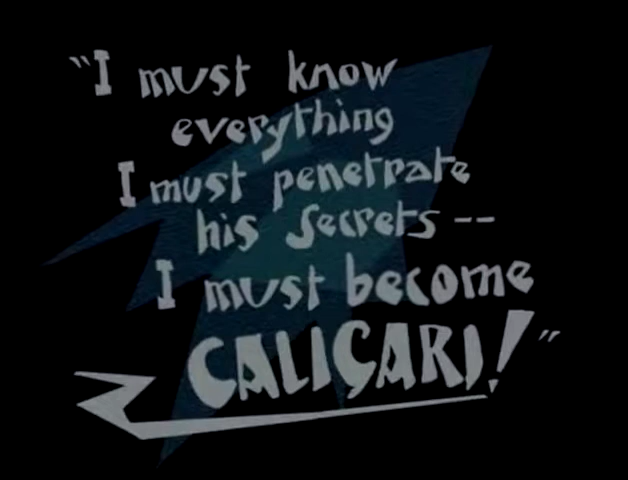 "I must know
everything
I must penetrate
his secrets --
I must become
CALIGARI!"